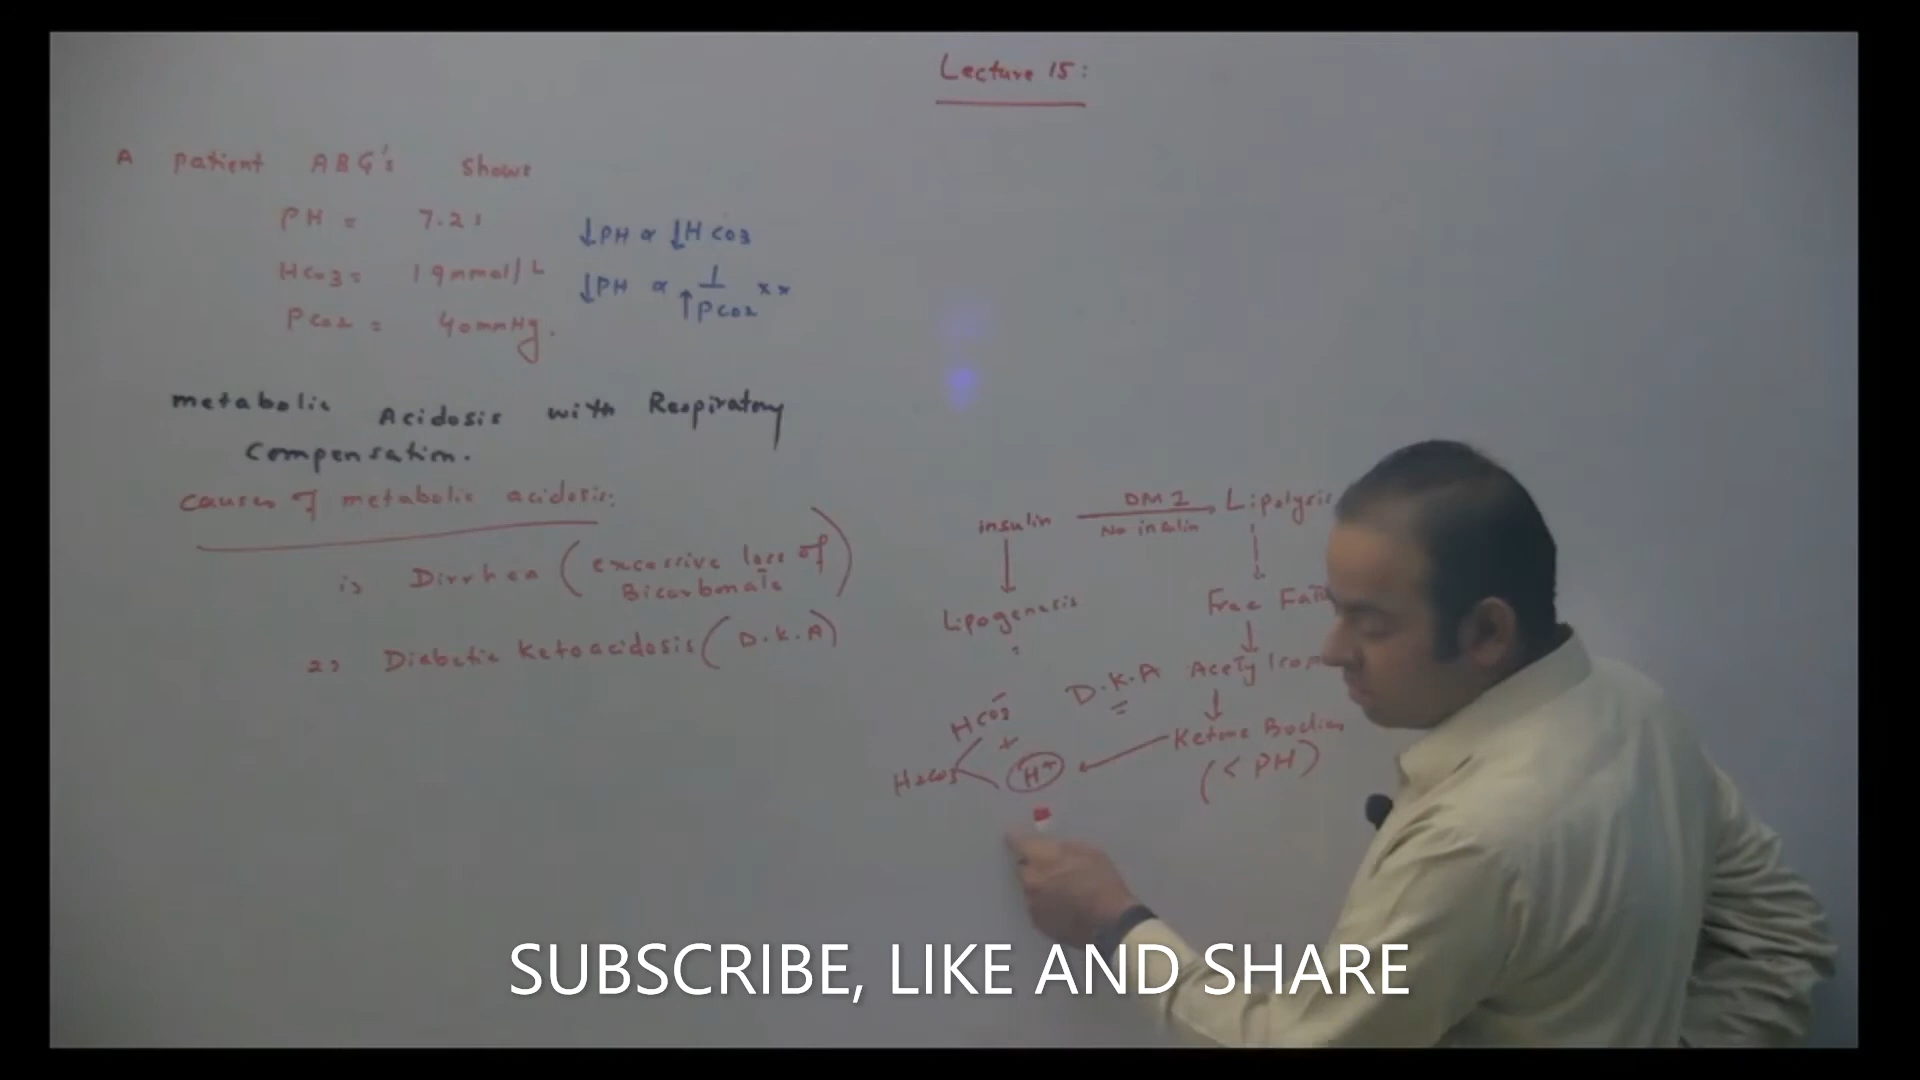 Lecture 15:
A patient ABG's shows
PH = 7.21
HCO3= 19mmol/L
PCO2 = 40mmHg.
↓PH ∝ ↓HCO3
↓PH ∝ 1/↑PCO2 xx
metabolic Acidosis with Respiratory
Compensation.
causes of metabolic acidosis:
1) Dirrhea (excessive loss of
Bicarbonate)
2) Diabetic Ketoacidosis (D.K.A)
insulin DM 1 Lipolysis
No insulin
Lipogenesis
Free
D.K.A
Ketone Bodies
(< PH)
HCO3-
+
H2CO3 H+
SUBSCRIBE, LIKE AND SHARE